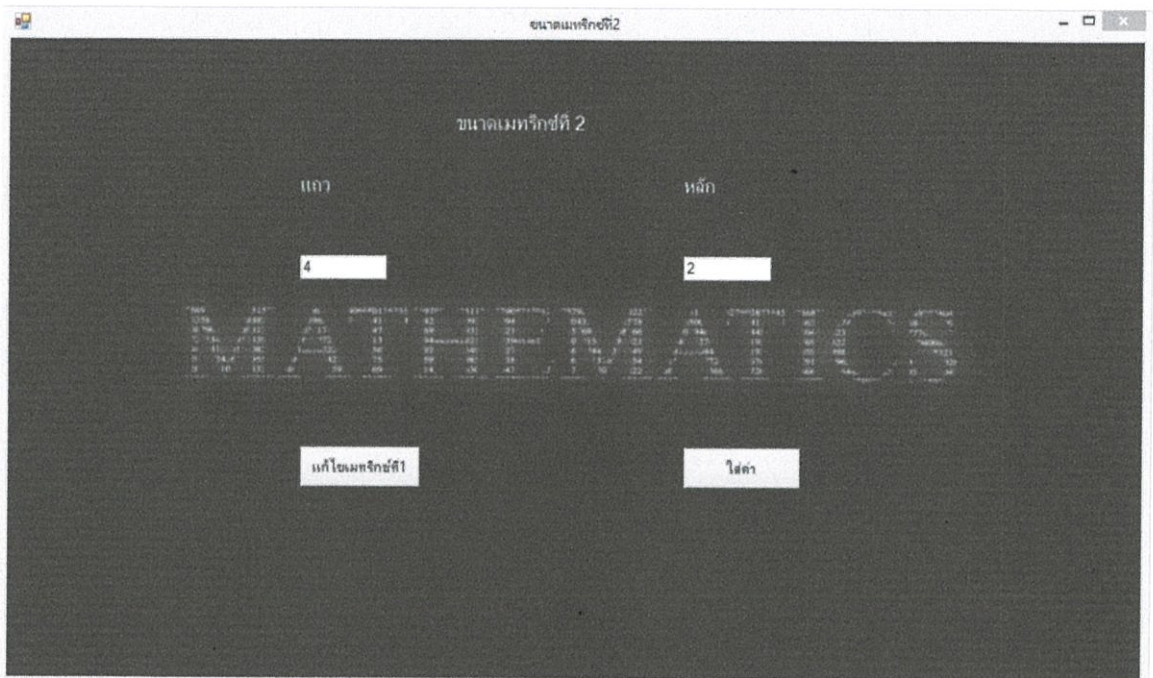 ขนาดเมทริกซ์ที่2
ขนาดเมทริกซ์ที่ 2
แถว
หลัก
4
2
MATHEMATICS
แก้ไขเมทริกซ์ที่1
ใส่ค่า